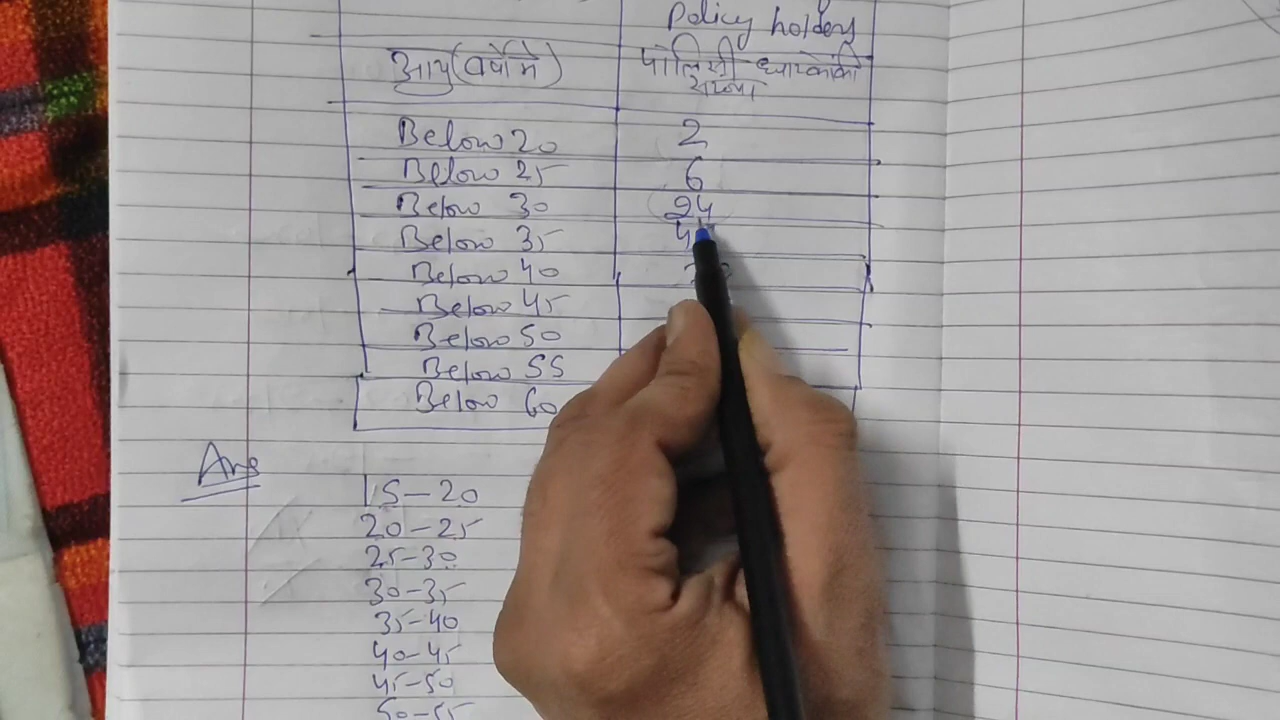 Policy holders
आयु (वर्षों में) पॉलिसी धारकों की
संख्या
Below 20 2
Below 25 6
Below 30 24
Below 35
Below 40
Below 45
Below 50
Below 55
Below 60
Ans
15-20
20-25
25-30
30-35
35-40
40-45
45-50
50-55